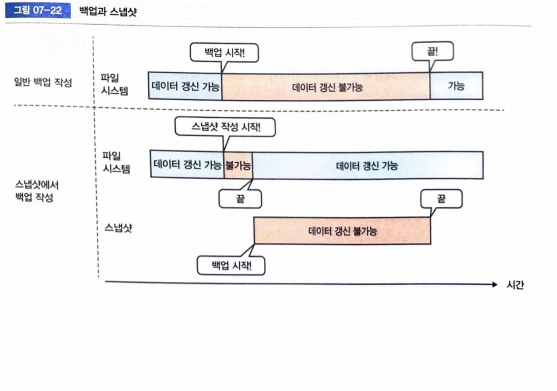 그림 07-22 백업과 스냅샷
백업 시작!
끝!
일반 백업 작성
파일
시스템
데이터 갱신 가능
데이터 갱신 불가능
가능
스냅샷 작성 시작!
스냅샷에서
백업 작성
파일
시스템
데이터 갱신 가능
불가능
데이터 갱신 가능
끝
끝
스냅샷
데이터 갱신 불가능
백업 시작!
시간